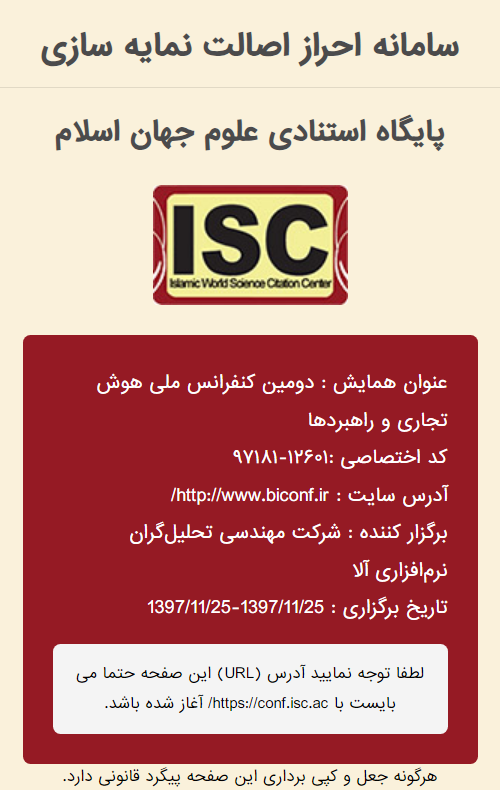 سامانه احراز اصالت نمایه سازی
پایگاه استنادی علوم جهان اسلام
ISC
Islamic World Science Citation Center
عنوان همایش : دومین کنفرانس ملی هوش
تجاری و راهبردها
کد اختصاصی :۱۲۶۰۱-۹۷۱۸۱
آدرس سایت : http://www.biconf.ir/
برگزار کننده : شرکت مهندسی تحلیل‌گران
نرم‌افزاری آلا
تاریخ برگزاری : 1397/11/25-1397/11/25
لطفا توجه نمایید آدرس (URL) این صفحه حتما می
بایست با https://conf.isc.ac/ آغاز شده باشد.
هرگونه جعل و کپی برداری این صفحه پیگرد قانونی دارد.